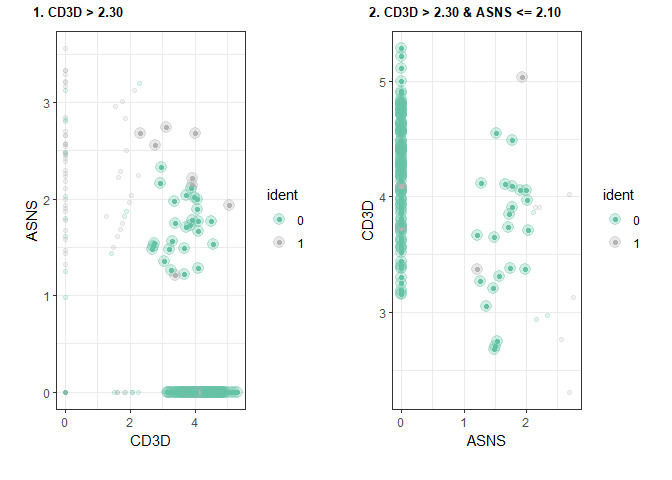 1. CD3D > 2.30
2. CD3D > 2.30 & ASNS <= 2.10
ASNS
3
2
1
0
0
2
4
CD3D
ident
0
1
CD3D
5
4
3
0
1
2
ASNS
ident
0
1